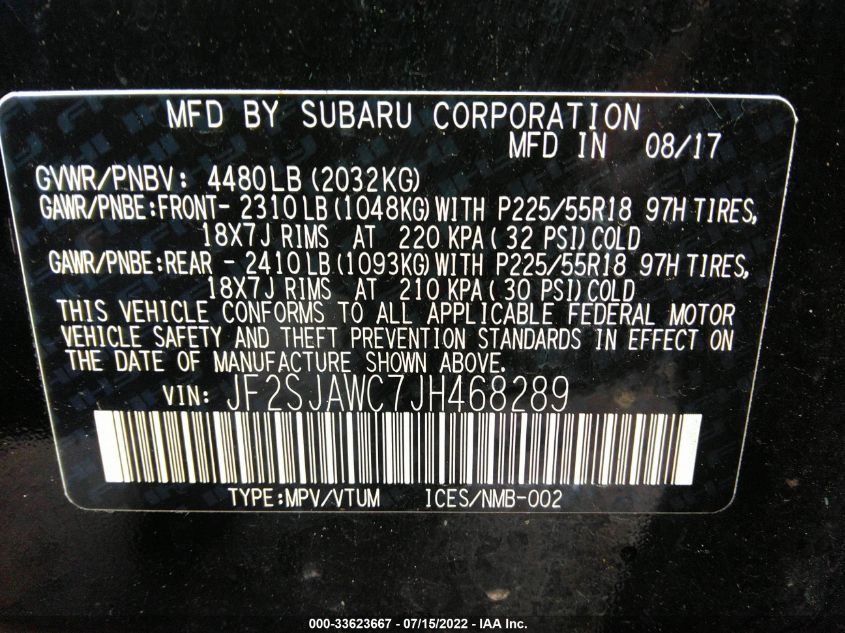 MFD BY SUBARU CORPORATION
MFD IN 08/17
GVWR/PNBV: 4480LB(2032KG)
GAWR/PNBE:FRONT- 2310LB(1048KG)WITH P225/55R18 97H TIRES,
18X7J RIMS AT 220 KPA( 32 PSI)COLD
GAWR/PNBE:REAR - 2410LB(1093KG)WITH P225/55R18 97H TIRES,
18X7J RIMS AT 210 KPA( 30 PSI)COLD
THIS VEHICLE CONFORMS TO ALL APPLICABLE FEDERAL MOTOR
VEHICLE SAFETY AND THEFT PREVENTION STANDARDS IN EFFECT ON
THE DATE OF MANUFACTURE SHOWN ABOVE.
VIN: JF2SJAWC7JH468289
TYPE:MPV/VTUM ICES/NMB-002
000-33623667 - 07/15/2022 - IAA Inc.